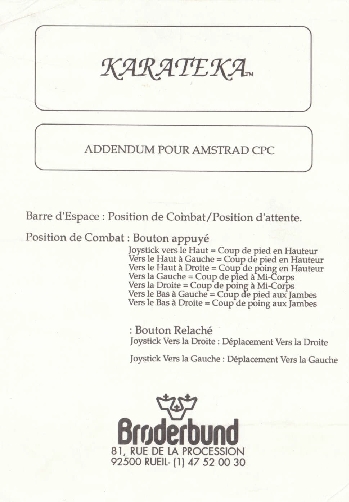 KARATEKA™
ADDENDUM POUR AMSTRAD CPC
Barre d'Espace : Position de Combat/Position d'attente.
Position de Combat : Bouton appuyé
Joystick vers le Haut = Coup de pied en Hauteur
Vers le Haut à Gauche = Coup de pied en Hauteur
Vers le Haut à Droite = Coup de poing en Hauteur
Vers la Gauche = Coup de pied à Mi-Corps
Vers la Droite = Coup de poing à Mi-Corps
Vers le Bas à Gauche = Coup de pied aux Jambes
Vers le Bas à Droite = Coup de poing aux Jambes
: Bouton Relaché
Joystick Vers la Droite : Déplacement Vers la Droite
Joystick Vers la Gauche : Déplacement Vers la Gauche
Brøderbund
81, RUE DE LA PROCESSION
92500 RUEIL- (1) 47 52 00 30